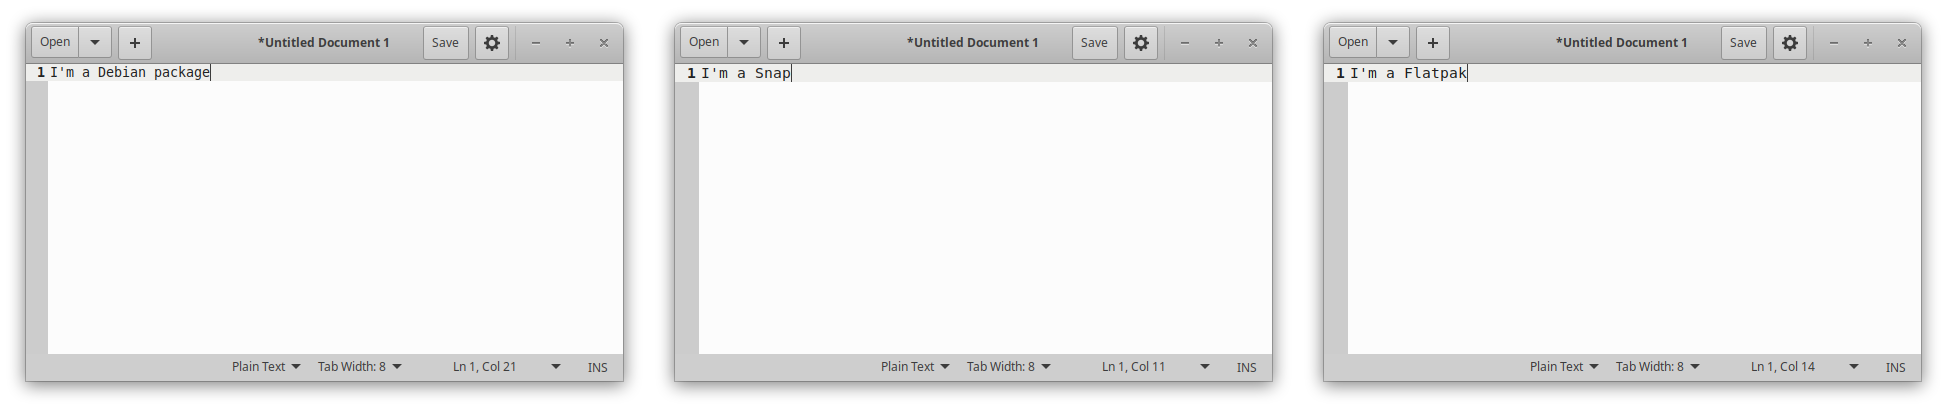 Open *Untitled Document 1 Save
1 I'm a Debian package
Plain Text Tab Width: 8 Ln 1, Col 21 INS
Open *Untitled Document 1 Save
1 I'm a Snap
Plain Text Tab Width: 8 Ln 1, Col 11 INS
Open *Untitled Document 1 Save
1 I'm a Flatpak
Plain Text Tab Width: 8 Ln 1, Col 14 INS